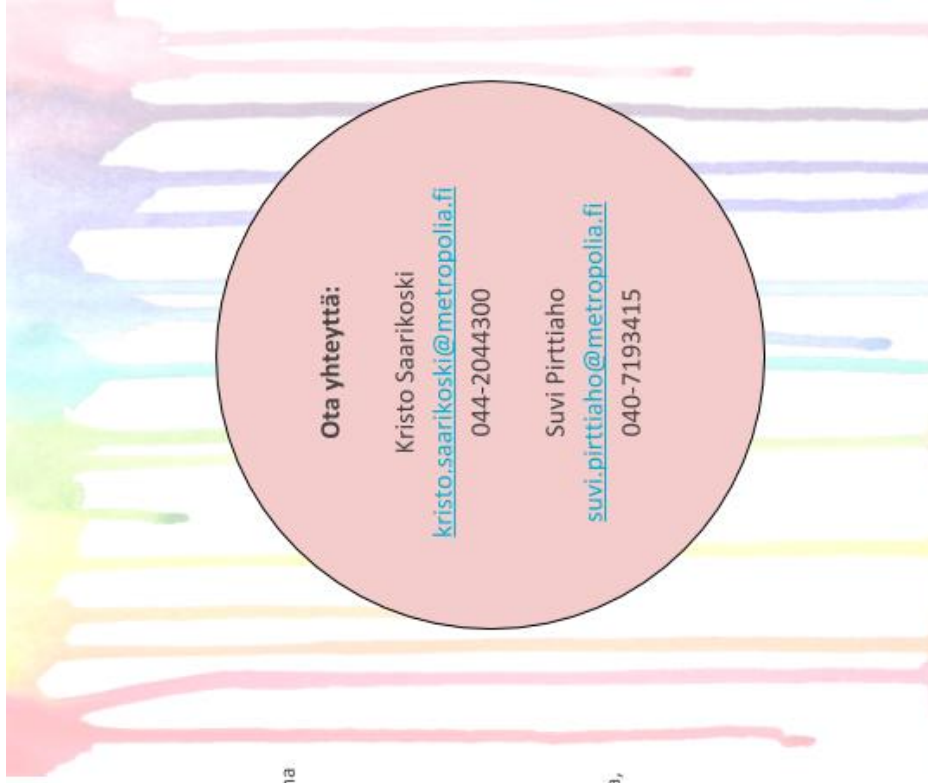 Ota yhteyttä:
Kristo Saarikoski
kristo.saarikoski@metropolia.fi
044-2044300
Suvi Pirttiaho
suvi.pirttiaho@metropolia.fi
040-7193415